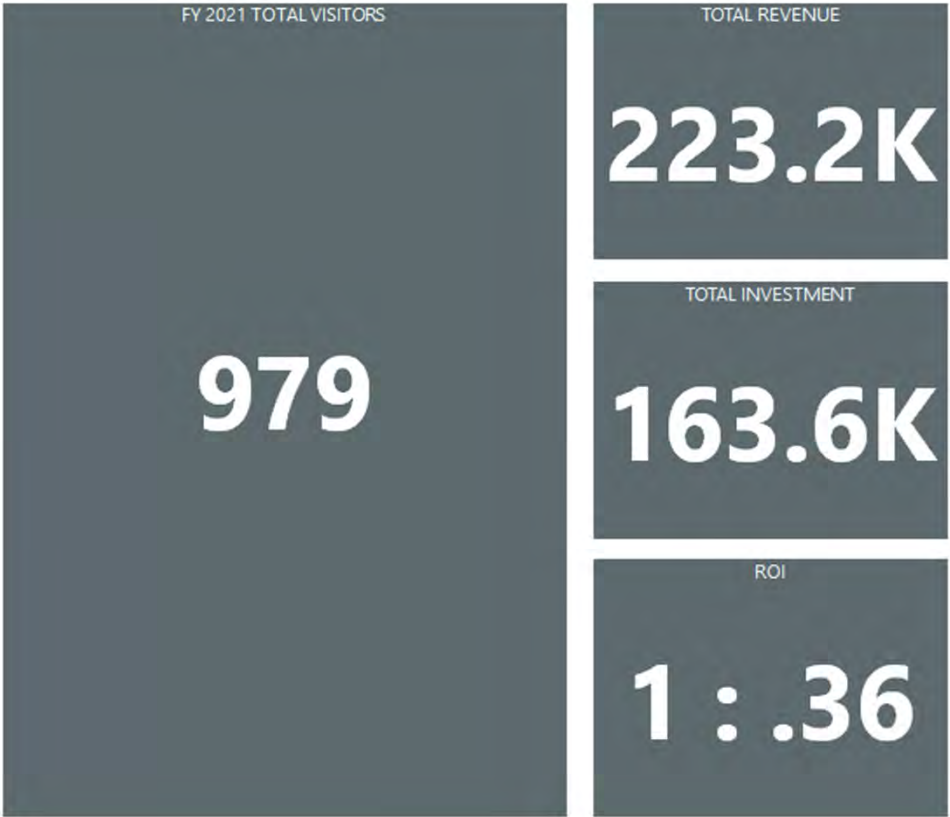 FY 2021 TOTAL VISITORS
979
TOTAL REVENUE
223.2K
TOTAL INVESTMENT
163.6K
ROI
1 : .36